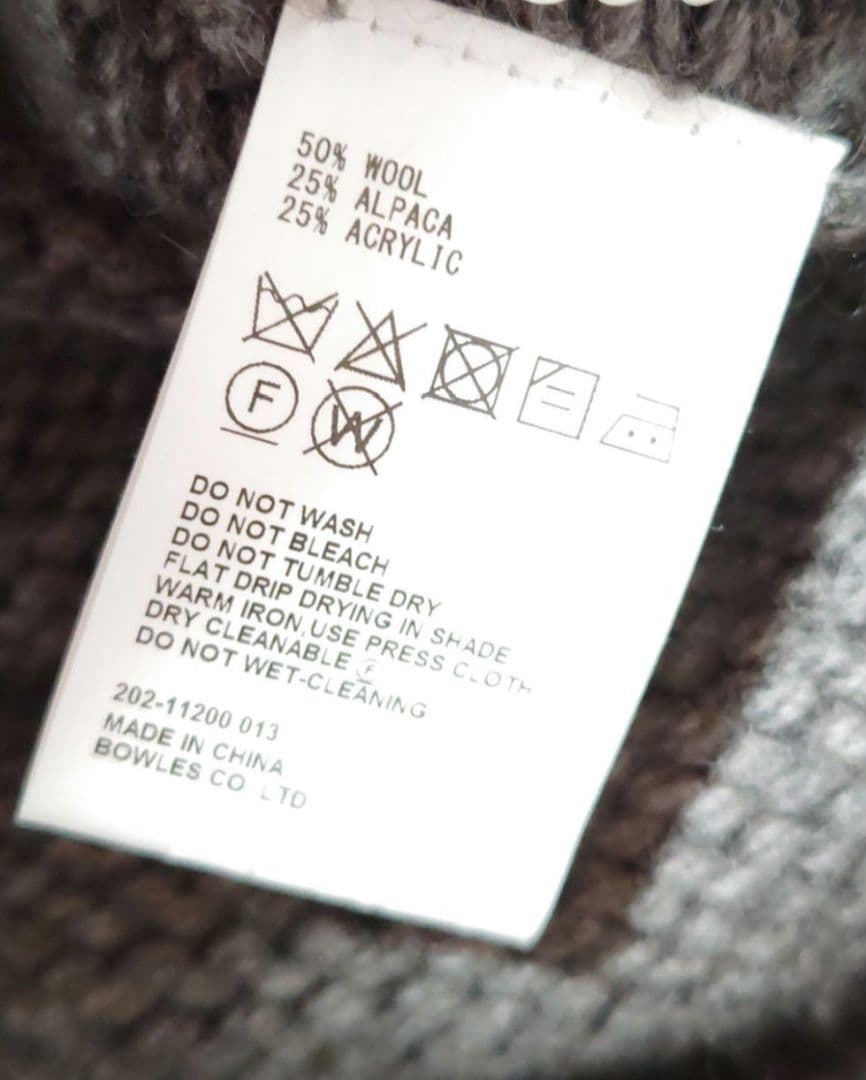 50% WOOL
25% ALPACA
25% ACRYLIC
F W
DO NOT WASH
DO NOT BLEACH
DO NOT TUMBLE DRY
FLAT DRIP DRYING IN SHADE
WARM IRON,USE PRESS CLOTH
DRY CLEANABLE Ⓕ
DO NOT WET-CLEANING
202-11200 013
MADE IN CHINA
BOWLES CO LTD